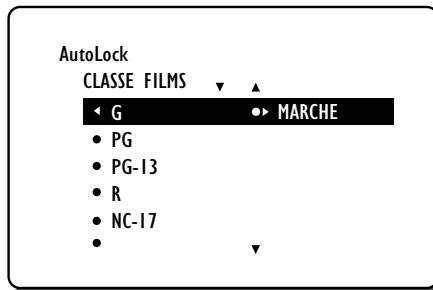 AutoLock
CLASSE FILMS
G MARCHE
PG
PG-13
R
NC-17